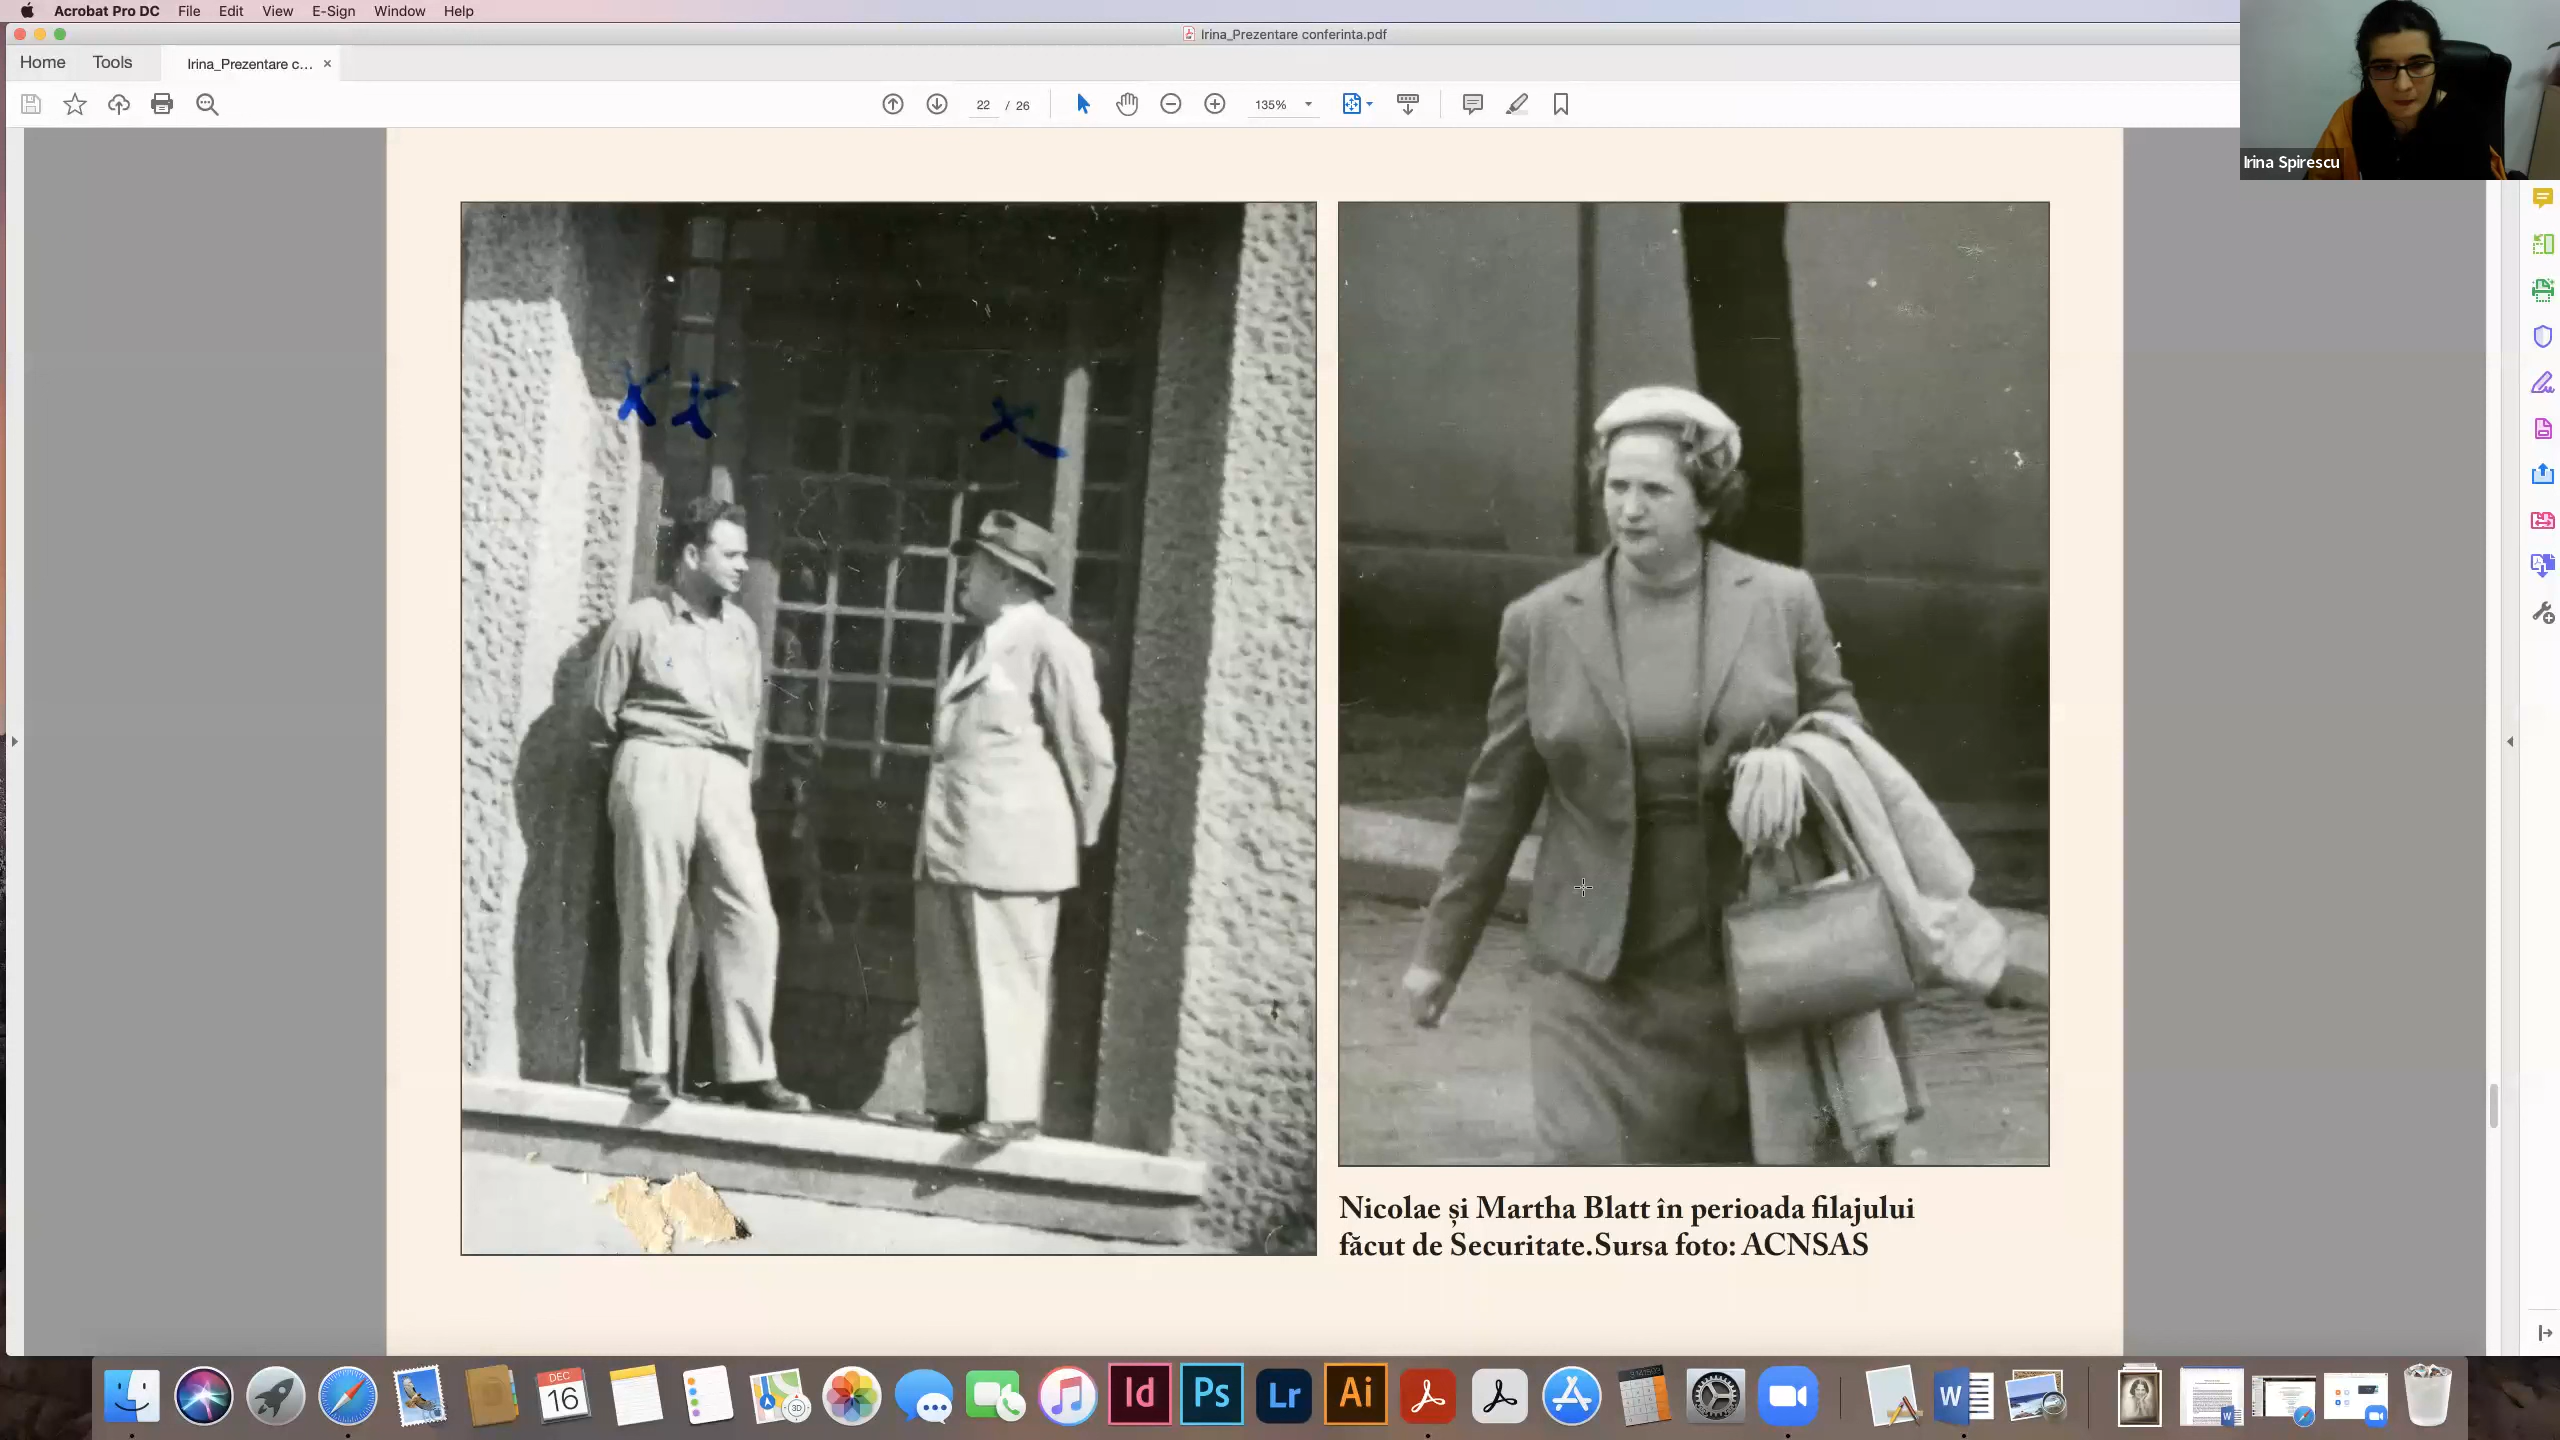 Acrobat Pro DC File Edit View E-Sign Window Help
Irina_Prezentare conferinta.pdf
Home Tools Irina_Prezentare c... ×
22 / 26 135%
Irina Spirescu
X X X
Nicolae și Martha Blatt în perioada filajului
făcut de Securitate.Sursa foto: ACNSAS
DEC
16
3D
Id Ps Lr Ai
W